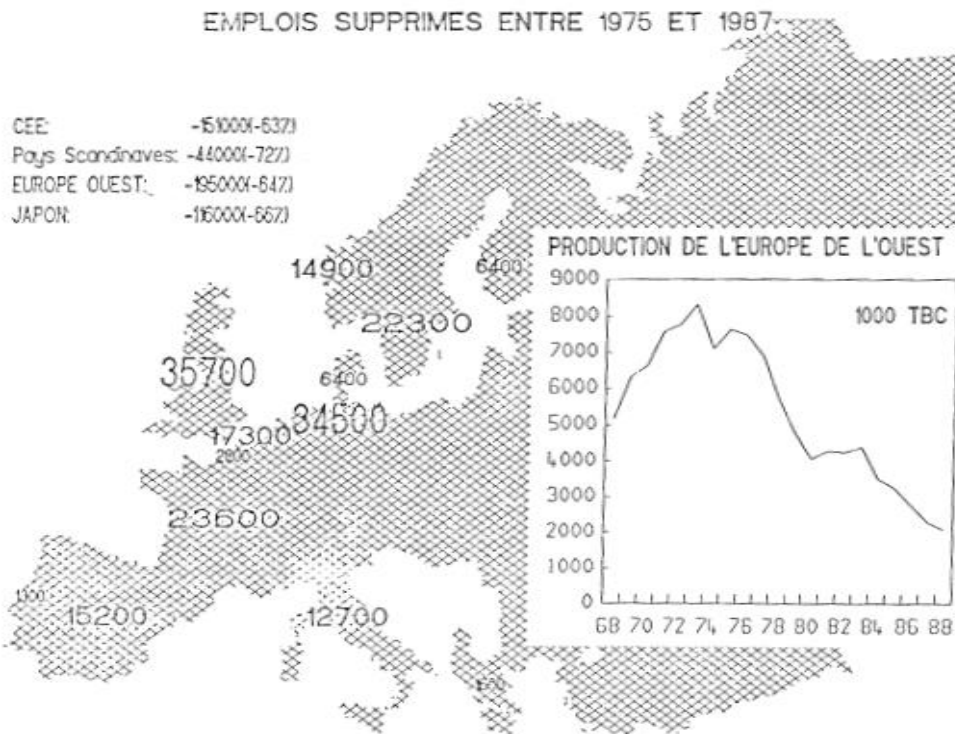 EMPLOIS SUPPRIMES ENTRE 1975 ET 1987
CEE: -151000(-63%)
Pays Scandinaves: -44000(-72%)
EUROPE OUEST: -195000(-64%)
JAPON: -116000(-66%)
14900
6400
22300
35700
6400
34500
17300
2800
23600
15200
12700
PRODUCTION DE L'EUROPE DE L'OUEST
1000 TBC
9000
8000
7000
6000
5000
4000
3000
2000
1000
0
68 70 72 74 76 78 80 82 84 86 88